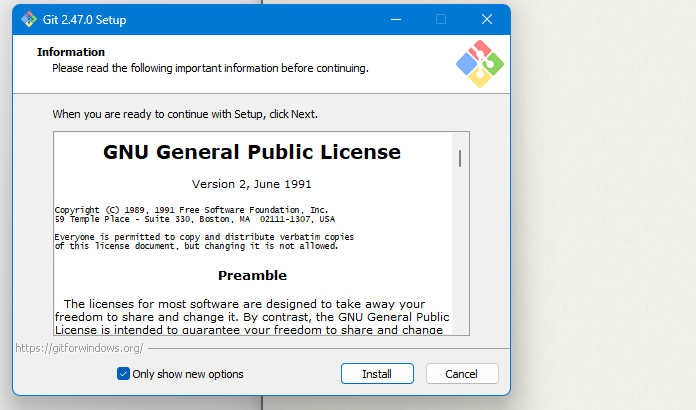 Git 2.47.0 Setup
Information
Please read the following important information before continuing.
When you are ready to continue with Setup, click Next.
GNU General Public License
Version 2, June 1991
Copyright (C) 1989, 1991 Free Software Foundation, Inc.
59 Temple Place - Suite 330, Boston, MA  02111-1307, USA
Everyone is permitted to copy and distribute verbatim copies
of this license document, but changing it is not allowed.
Preamble
The licenses for most software are designed to take away your
freedom to share and change it. By contrast, the GNU General Public
License is intended to guarantee your freedom to share and change
https://gitforwindows.org/
Only show new options
Install
Cancel